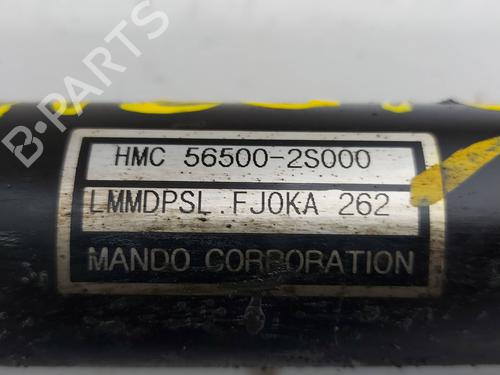 HMC 56500-2S000
LMMDPSL.FJ0KA 262
MANDO CORPORATION
B-Parts